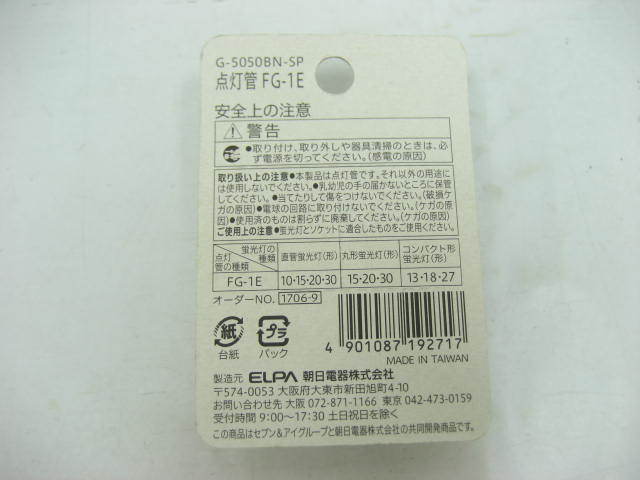 G-5050BN-SP
点灯管 FG-1E
安全上の注意
警告
●取り付け、取り外しや器具清掃のときは、必
ず電源を切ってください。(感電の原因)
取り扱い上の注意●本製品は点灯管です。それ以外の用途に
は使用しないでください。●乳幼児の手の届かないところに保管
してください。●当てたりして傷をつけないでください。(破損ケ
ガの原因)●電球の回路に取り付けないでください。(ケガの原
因)●使用済のものは割らずに廃棄してください。(ケガの原因)
ご使用上の注意●蛍光灯とソケットに適合したものをご使用ください。
蛍光灯の種類 点灯管の種類 直管蛍光灯(形) 丸形蛍光灯(形) コンパクト形蛍光灯(形)
FG-1E 10・15・20・30 15・20・30 13・18・27
オーダーNO. 1706-9
紙 プラ
台紙 パック
4 901087 192717
MADE IN TAIWAN
製造元 ELPA 朝日電器株式会社
〒574-0053 大阪府大東市新田旭町4-10
お問い合わせ先 大阪 072-871-1166 東京 042-473-0159
受付時間 9:00〜17:30 土日祝日を除く
この商品はセブン&アイグループと朝日電器株式会社の共同開発商品です。